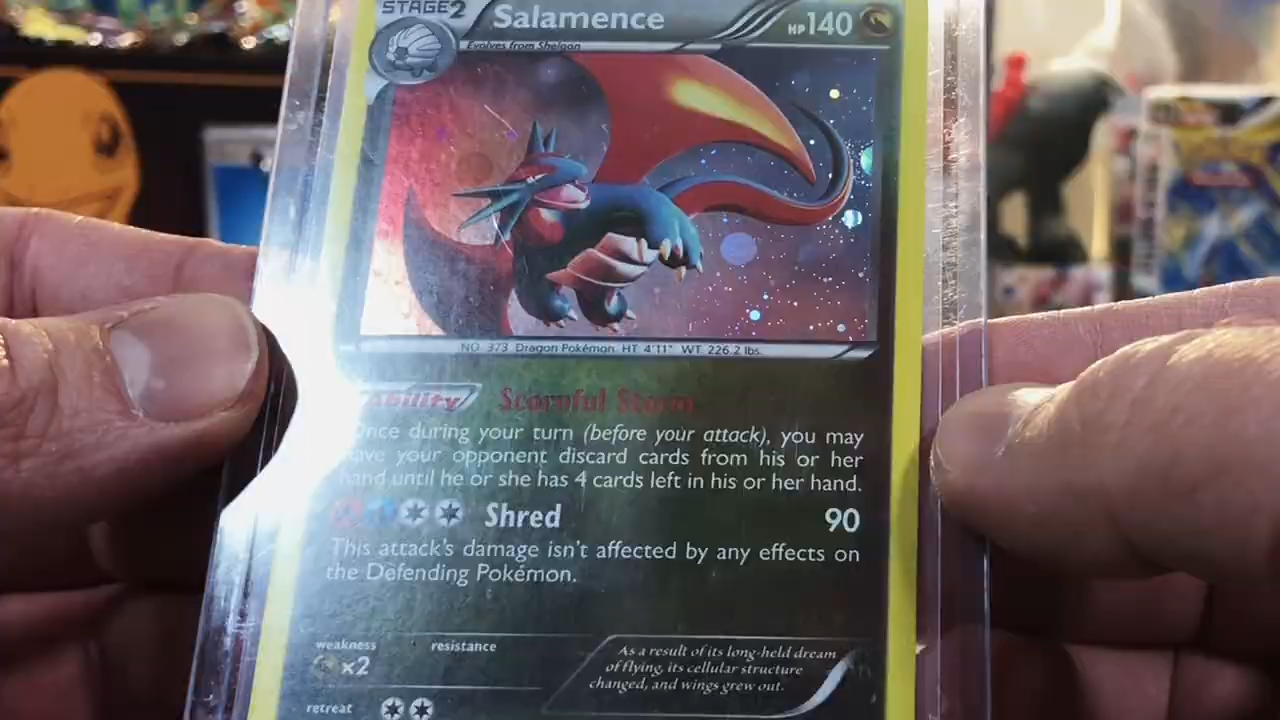 STAGE2 Salamence HP140
Evolves from Shelgon
NO. 373 Dragon Pokémon HT: 4'11" WT: 226.2 lbs.
Ability Scornful Storm
Once during your turn (before your attack), you may
have your opponent discard cards from his or her
hand until he or she has 4 cards left in his or her hand.
Shred 90
This attack's damage isn't affected by any effects on
the Defending Pokémon.
weakness resistance
×2
As a result of its long-held dream
of flying, its cellular structure
changed, and wings grew out.
retreat